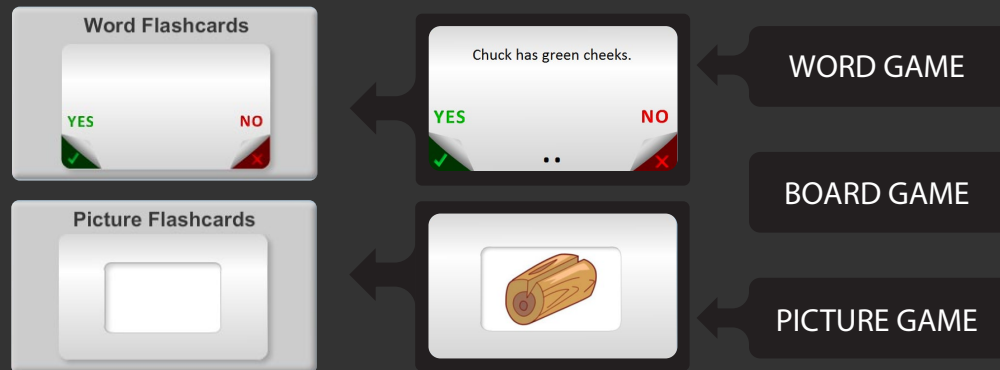 Word Flashcards
YES
NO
Chuck has green cheeks.
YES
NO
WORD GAME
BOARD GAME
Picture Flashcards
PICTURE GAME